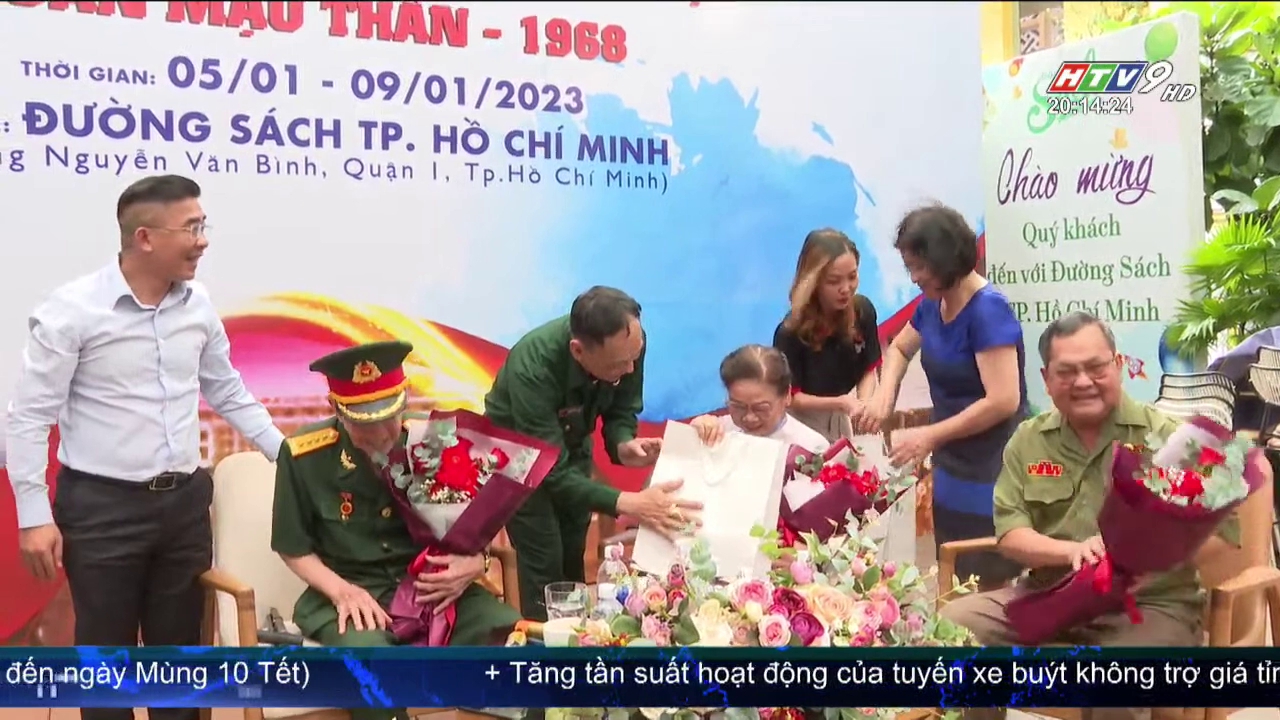 MẬU THÂN - 1968
THỜI GIAN: 05/01 - 09/01/2023
ĐƯỜNG SÁCH TP. HỒ CHÍ MINH
Nguyễn Văn Bình, Quận 1, Tp.Hồ Chí Minh)
HTV9 HD
20:14:24
Chào mừng
Quý khách
đến với Đường Sách
TP. Hồ Chí Minh
đến ngày Mùng 10 Tết) + Tăng tần suất hoạt động của tuyến xe buýt không trợ giá